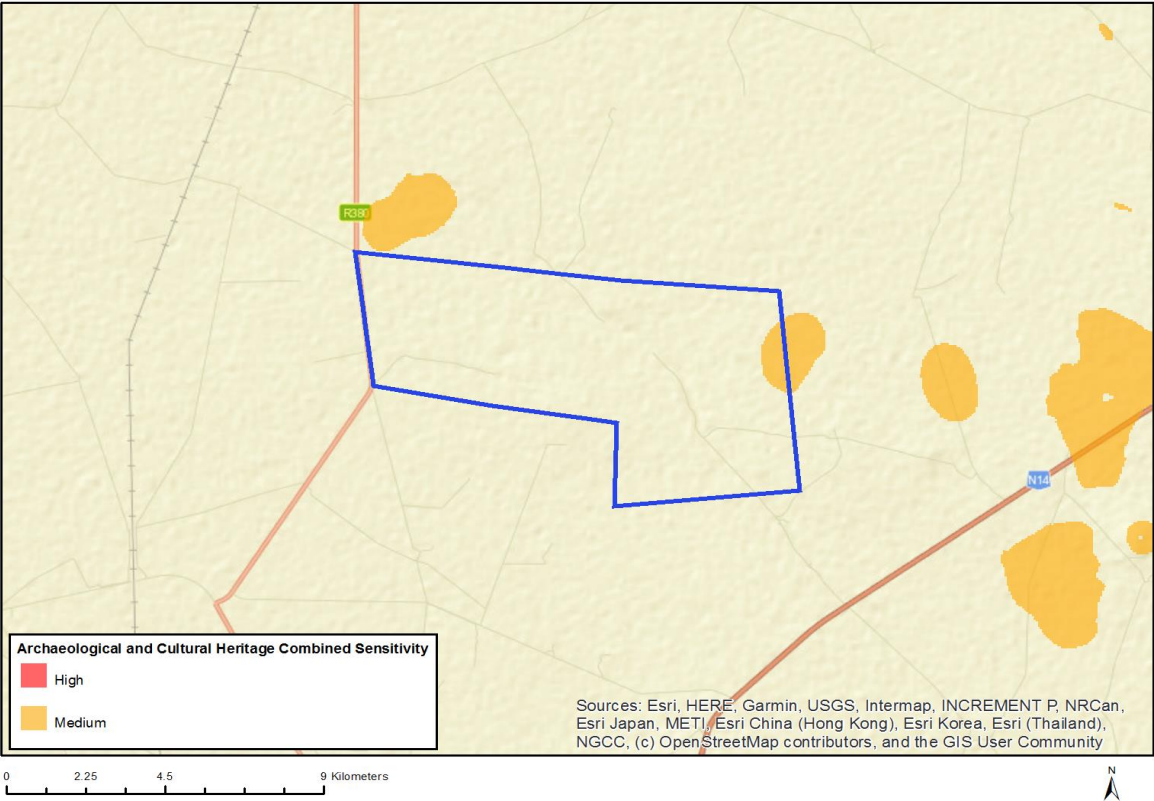 R380
N14
Archaeological and Cultural Heritage Combined Sensitivity
High
Medium
Sources: Esri, HERE, Garmin, USGS, Intermap, INCREMENT P, NRCan,
Esri Japan, METI, Esri China (Hong Kong), Esri Korea, Esri (Thailand),
NGCC, (c) OpenStreetMap contributors, and the GIS User Community
0 2.25 4.5 9 Kilometers
N